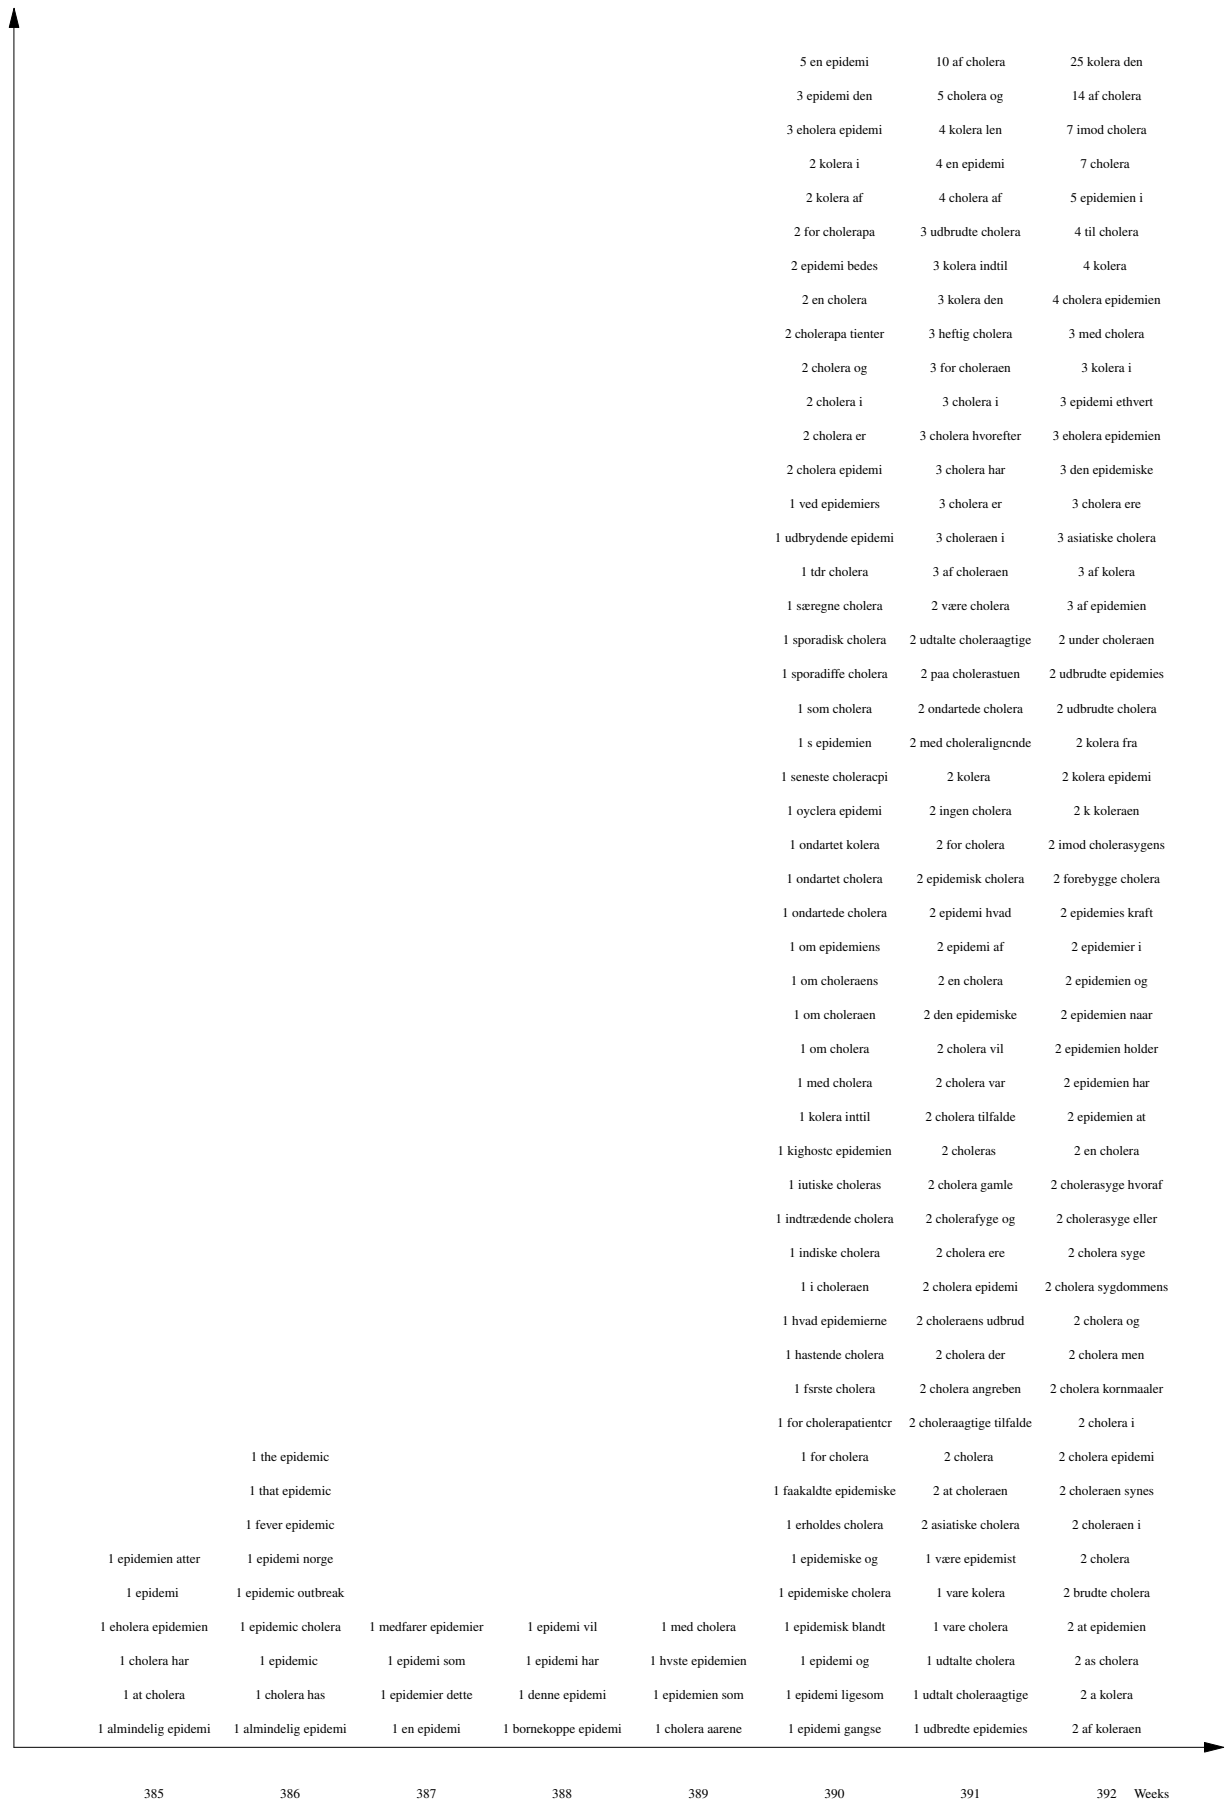 5 en epidemi 10 af cholera 25 kolera den
3 epidemi den 5 cholera og 14 af cholera
3 eholera epidemi 4 kolera len 7 imod cholera
2 kolera i 4 en epidemi 7 cholera
2 kolera af 4 cholera af 5 epidemien i
2 for cholerapa 3 udbrudte cholera 4 til cholera
2 epidemi bedes 3 kolera indtil 4 kolera
2 en cholera 3 kolera den 4 cholera epidemien
2 cholerapa tienter 3 heftig cholera 3 med cholera
2 cholera og 3 for choleraen 3 kolera i
2 cholera i 3 cholera i 3 epidemi ethvert
2 cholera er 3 cholera hvorefter 3 eholera epidemien
2 cholera epidemi 3 cholera har 3 den epidemiske
1 ved epidemiers 3 cholera er 3 cholera ere
1 udbrydende epidemi 3 choleraen i 3 asiatiske cholera
1 tdr cholera 3 af choleraen 3 af kolera
1 særegne cholera 2 være cholera 3 af epidemien
1 sporadisk cholera 2 udtalte choleraagtige 2 under choleraen
1 sporadiffe cholera 2 paa cholerastuen 2 udbrudte epidemies
1 som cholera 2 ondartede cholera 2 udbrudte cholera
1 s epidemien 2 med choleraligncnde 2 kolera fra
1 seneste choleracpi 2 kolera 2 kolera epidemi
1 oyclera epidemi 2 ingen cholera 2 k koleraen
1 ondartet kolera 2 for cholera 2 imod cholerasygens
1 ondartet cholera 2 epidemisk cholera 2 forebygge cholera
1 ondartede cholera 2 epidemi hvad 2 epidemies kraft
1 om epidemiens 2 epidemi af 2 epidemier i
1 om choleraens 2 en cholera 2 epidemien og
1 om choleraen 2 den epidemiske 2 epidemien naar
1 om cholera 2 cholera vil 2 epidemien holder
1 med cholera 2 cholera var 2 epidemien har
1 kolera inttil 2 cholera tilfalde 2 epidemien at
1 kighostc epidemien 2 choleras 2 en cholera
1 iutiske choleras 2 cholera gamle 2 cholerasyge hvoraf
1 indtrædende cholera 2 cholerafyge og 2 cholerasyge eller
1 indiske cholera 2 cholera ere 2 cholera syge
1 i choleraen 2 cholera epidemi 2 cholera sygdommens
1 hvad epidemierne 2 choleraens udbrud 2 cholera og
1 hastende cholera 2 cholera der 2 cholera men
1 fsrste cholera 2 cholera angreben 2 cholera kornmaaler
1 for cholerapatientcr 2 choleraagtige tilfalde 2 cholera i
1 the epidemic 1 for cholera 2 cholera 2 cholera epidemi
1 that epidemic 1 faakaldte epidemiske 2 at choleraen 2 choleraen synes
1 fever epidemic 1 erholdes cholera 2 asiatiske cholera 2 choleraen i
1 epidemien atter 1 epidemi norge 1 epidemiske og 1 være epidemist 2 cholera
1 epidemi 1 epidemic outbreak 1 epidemiske cholera 1 vare kolera 2 brudte cholera
1 eholera epidemien 1 epidemic cholera 1 medfarer epidemier 1 epidemi vil 1 med cholera 1 epidemisk blandt 1 vare cholera 2 at epidemien
1 cholera har 1 epidemic 1 epidemi som 1 epidemi har 1 hvste epidemien 1 epidemi og 1 udtalte cholera 2 as cholera
1 at cholera 1 cholera has 1 epidemier dette 1 denne epidemi 1 epidemien som 1 epidemi ligesom 1 udtalt choleraagtige 2 a kolera
1 almindelig epidemi 1 almindelig epidemi 1 en epidemi 1 bornekoppe epidemi 1 cholera aarene 1 epidemi gangse 1 udbredte epidemies 2 af koleraen
385 386 387 388 389 390 391 392 Weeks